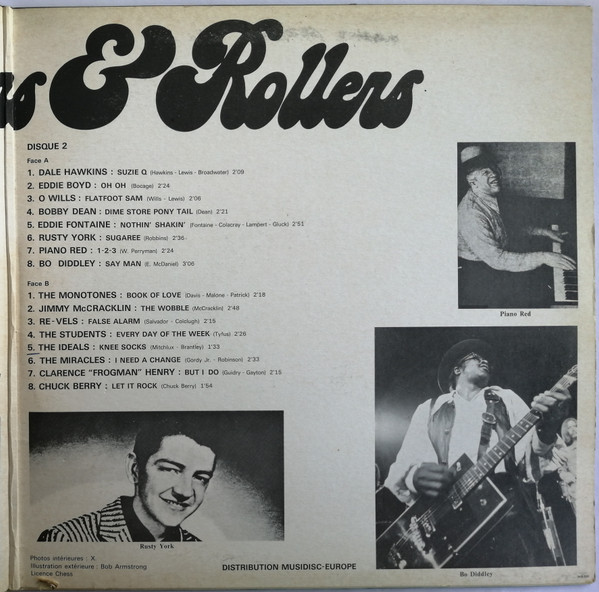 rs & Rollers
DISQUE 2
Face A
1. DALE HAWKINS : SUZIE Q (Hawkins - Lewis - Broadwater) 2'09
2. EDDIE BOYD : OH OH (Bocage) 2'24
3. O WILLS : FLATFOOT SAM (Wills - Lewis) 2'06
4. BOBBY DEAN : DIME STORE PONY TAIL (Dean) 2'21
5. EDDIE FONTAINE : NOTHIN' SHAKIN' (Fontaine - Colacray - Lampert - Gluck) 2'51
6. RUSTY YORK : SUGAREE (Robbins) 2'36
7. PIANO RED : 1-2-3 (W. Perryman) 2'24
8. BO DIDDLEY : SAY MAN (E. McDaniel) 3'06
Face B
1. THE MONOTONES : BOOK OF LOVE (Davis - Malone - Patrick) 2'18
2. JIMMY McCRACKLIN : THE WOBBLE (McCracklin) 2'48
3. RE-VELS : FALSE ALARM (Salvador - Colclugh) 2'15
4. THE STUDENTS : EVERY DAY OF THE WEEK (Tyfus) 2'26
5. THE IDEALS : KNEE SOCKS (Mitchlux - Brantley) 1'33
6. THE MIRACLES : I NEED A CHANGE (Gordy Jr. - Robinson) 2'33
7. CLARENCE "FROGMAN" HENRY : BUT I DO (Guidry - Gayton) 2'15
8. CHUCK BERRY : LET IT ROCK (Chuck Berry) 1'54
Piano Red
Rusty York
Bo Diddley
Photos intérieures : X.
Illustration extérieure : Bob Armstrong
Licence Chess
DISTRIBUTION MUSIDISC-EUROPE